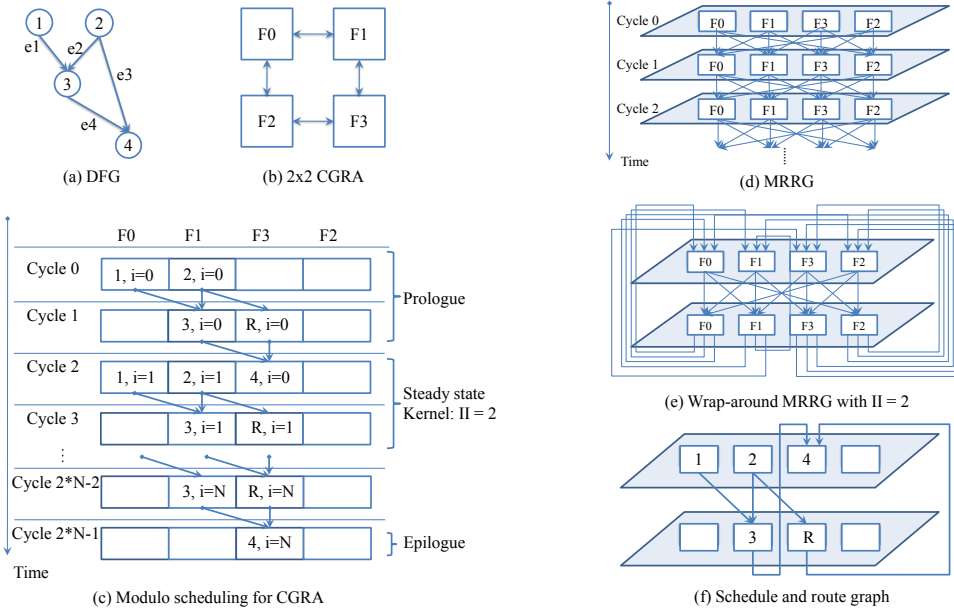 1
2
e1
e2
3
e3
e4
4
(a) DFG
F0
F1
F2
F3
(b) 2x2 CGRA
Cycle 0
F0 F1 F3 F2
Cycle 1
F0 F1 F3 F2
Cycle 2
F0 F1 F3 F2
Time
(d) MRRG
F0 F1 F3 F2
Cycle 0
1, i=0 2, i=0
Prologue
Cycle 1
3, i=0 R, i=0
Cycle 2
1, i=1 2, i=1 4, i=0
Steady state
Kernel: II = 2
Cycle 3
3, i=1 R, i=1
Cycle 2*N-2
3, i=N R, i=N
Cycle 2*N-1
4, i=N
Epilogue
Time
(c) Modulo scheduling for CGRA
F0 F1 F3 F2
F0 F1 F3 F2
(e) Wrap-around MRRG with II = 2
1 2 4
3 R
(f) Schedule and route graph